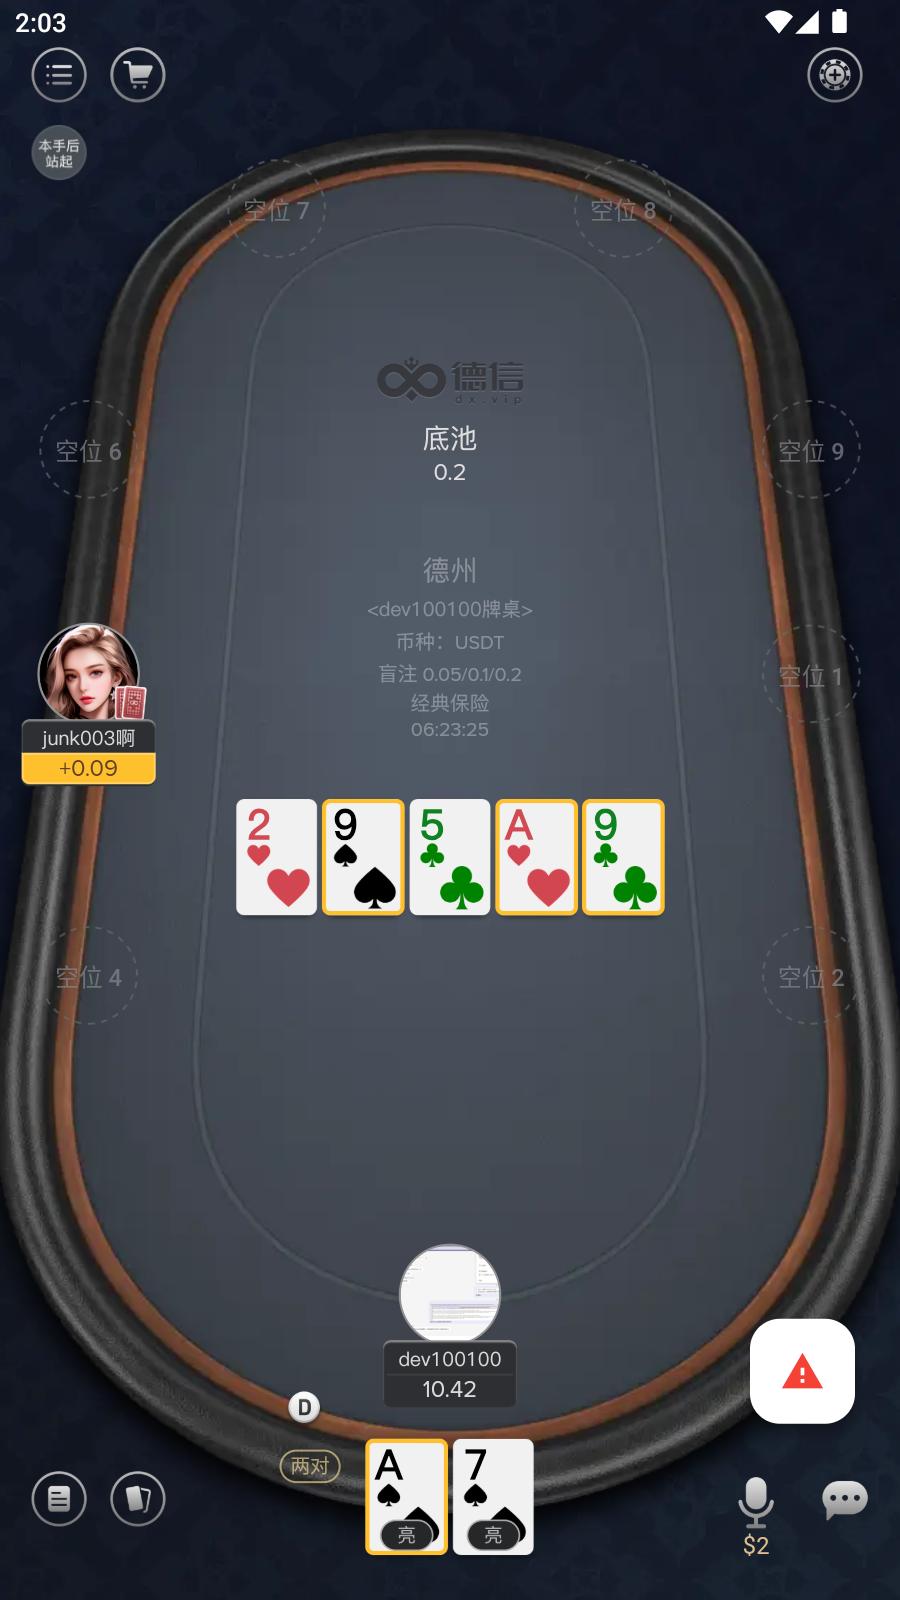 2:03
本手后
站起
空位 7
空位 8
德信
dx.vip
底池
0.2
空位 6
空位 9
德州
<dev100100牌桌>
币种：USDT
盲注 0.05/0.1/0.2
经典保险
06:23:25
空位 1
junk003啊
+0.09
2
9
5
A
9
空位 4
空位 2
dev100100
10.42
D
两对
A
7
亮
亮
$2